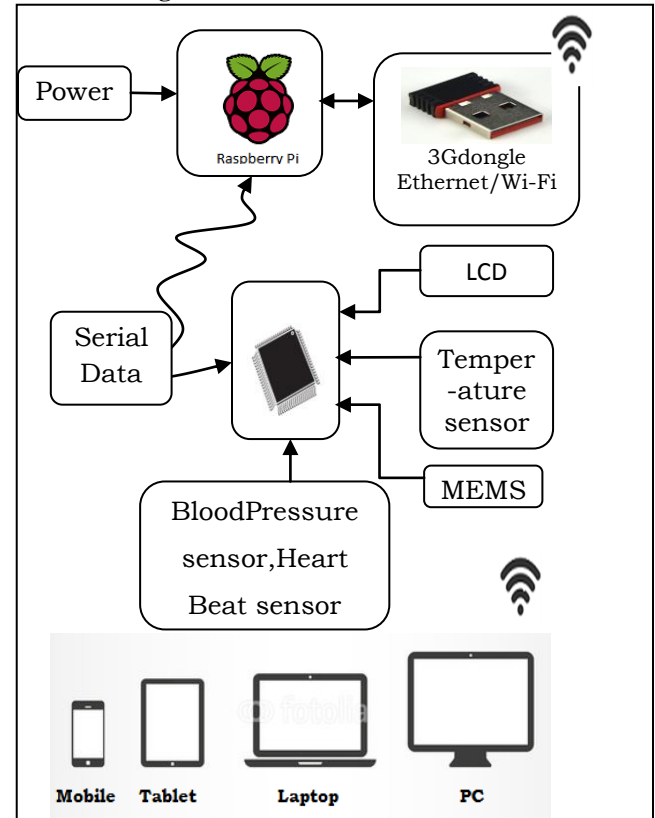 Power
Raspberry Pi
3Gdongle
Ethernet/Wi-Fi
LCD
Serial
Data
Temper
-ature
sensor
MEMS
BloodPressure
sensor,Heart
Beat sensor
fotolia
Mobile
Tablet
Laptop
PC